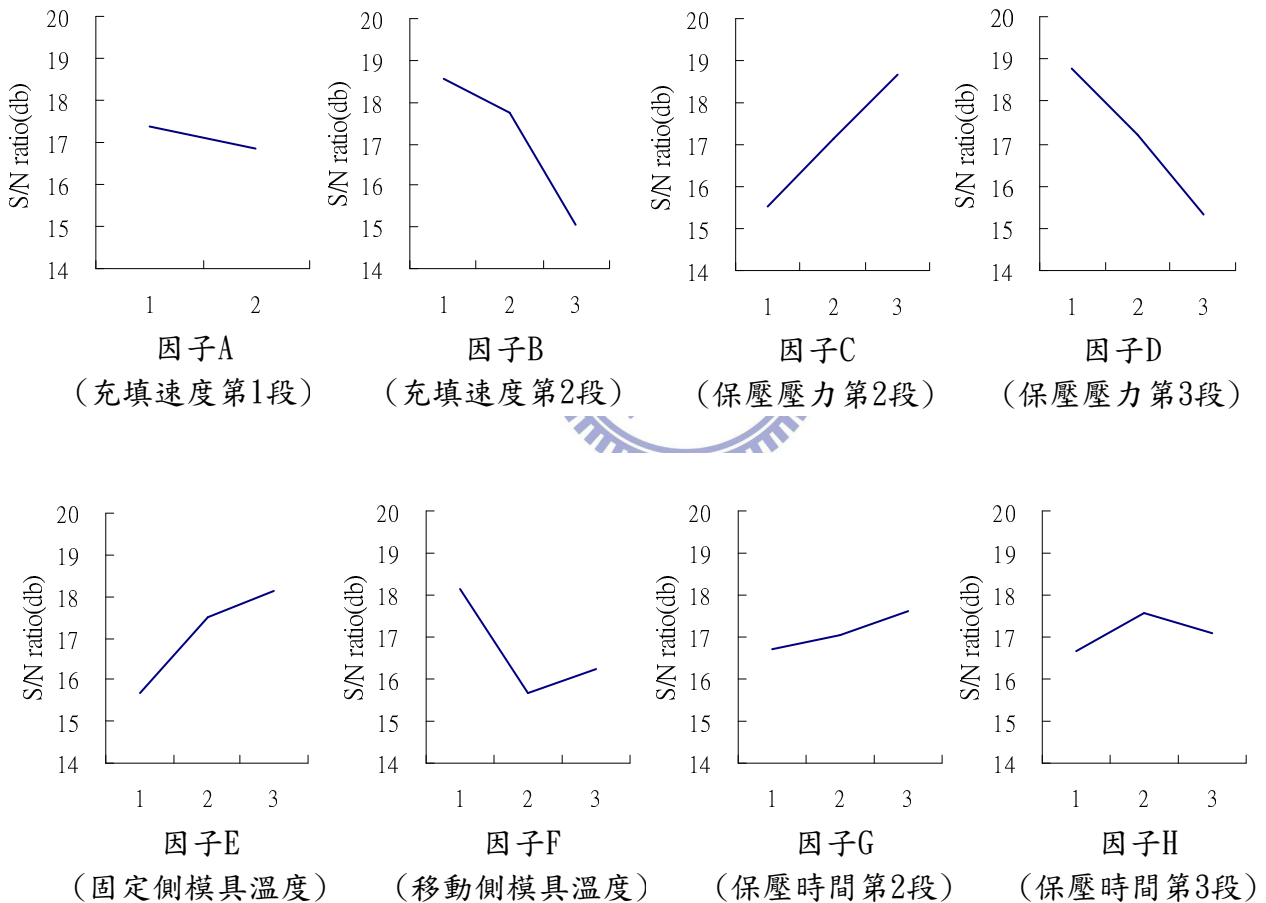 20 19 18 17 16 15 14
S/N ratio(db)
1 2
因子A
(充填速度第1段)
20 19 18 17 16 15 14
S/N ratio(db)
1 2 3
因子B
(充填速度第2段)
20 19 18 17 16 15 14
S/N ratio(db)
1 2 3
因子C
(保壓壓力第2段)
20 19 18 17 16 15 14
S/N ratio(db)
1 2 3
因子D
(保壓壓力第3段)
20 19 18 17 16 15 14
S/N ratio(db)
1 2 3
因子E
(固定側模具溫度)
20 19 18 17 16 15 14
S/N ratio(db)
1 2 3
因子F
(移動側模具溫度)
20 19 18 17 16 15 14
S/N ratio(db)
1 2 3
因子G
(保壓時間第2段)
20 19 18 17 16 15 14
S/N ratio(db)
1 2 3
因子H
(保壓時間第3段)